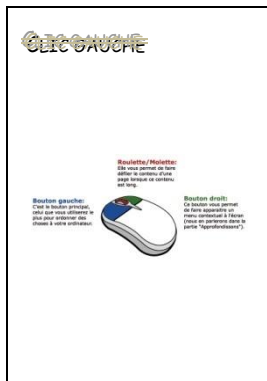 CLIC GAUCHE
Roulette/Molette:
Elle vous permet de faire
défiler le contenu d'une
page lorsque ce contenu
est long.
Bouton gauche:
C'est le bouton principal,
celui que vous utiliserez le
plus pour ordonner des
choses à votre ordinateur.
Bouton droit:
Ce bouton vous permet
de faire apparaître un
menu contextuel à l'écran
(nous en parlerons dans la
partie "Approfondissons").